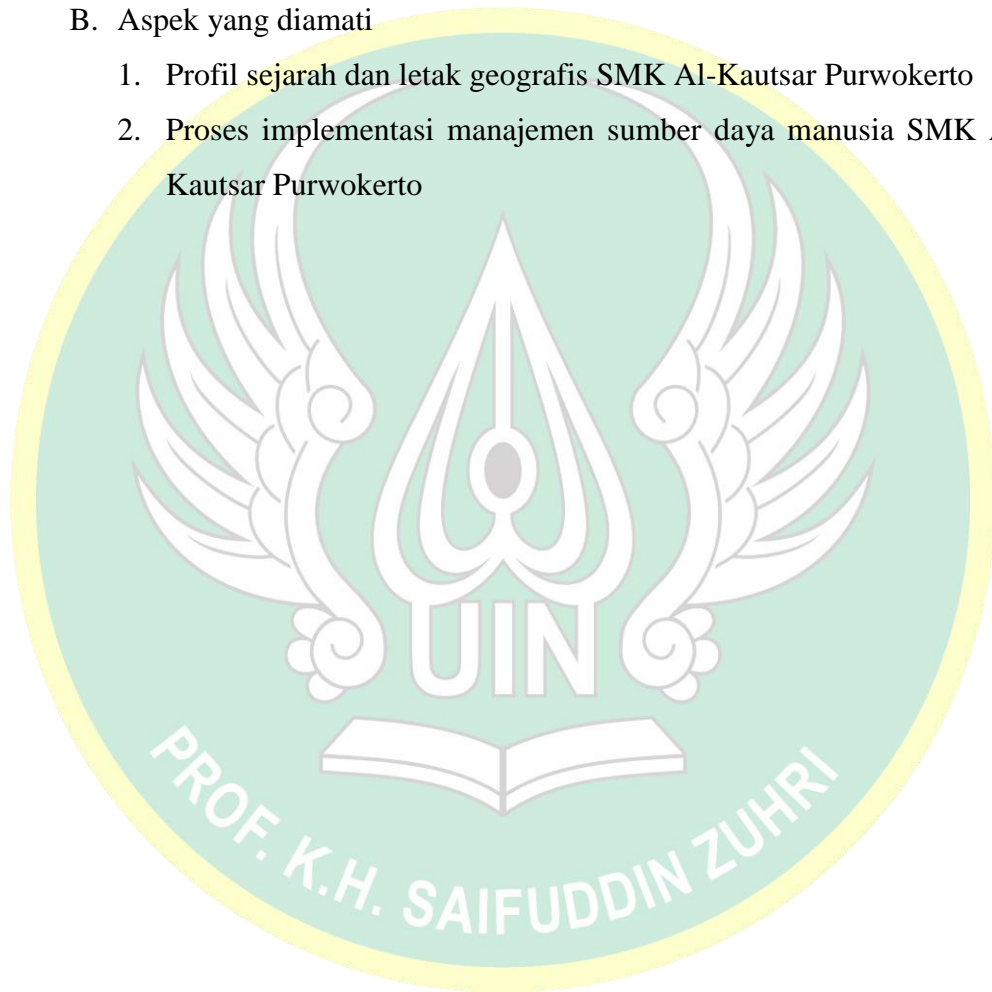 B. Aspek yang diamati
1. Profil sejarah dan letak geografis SMK Al-Kautsar Purwokerto
2. Proses implementasi manajemen sumber daya manusia SMK A
Kautsar Purwokerto
UIN
PROF. K.H. SAIFUDDIN ZUHRI